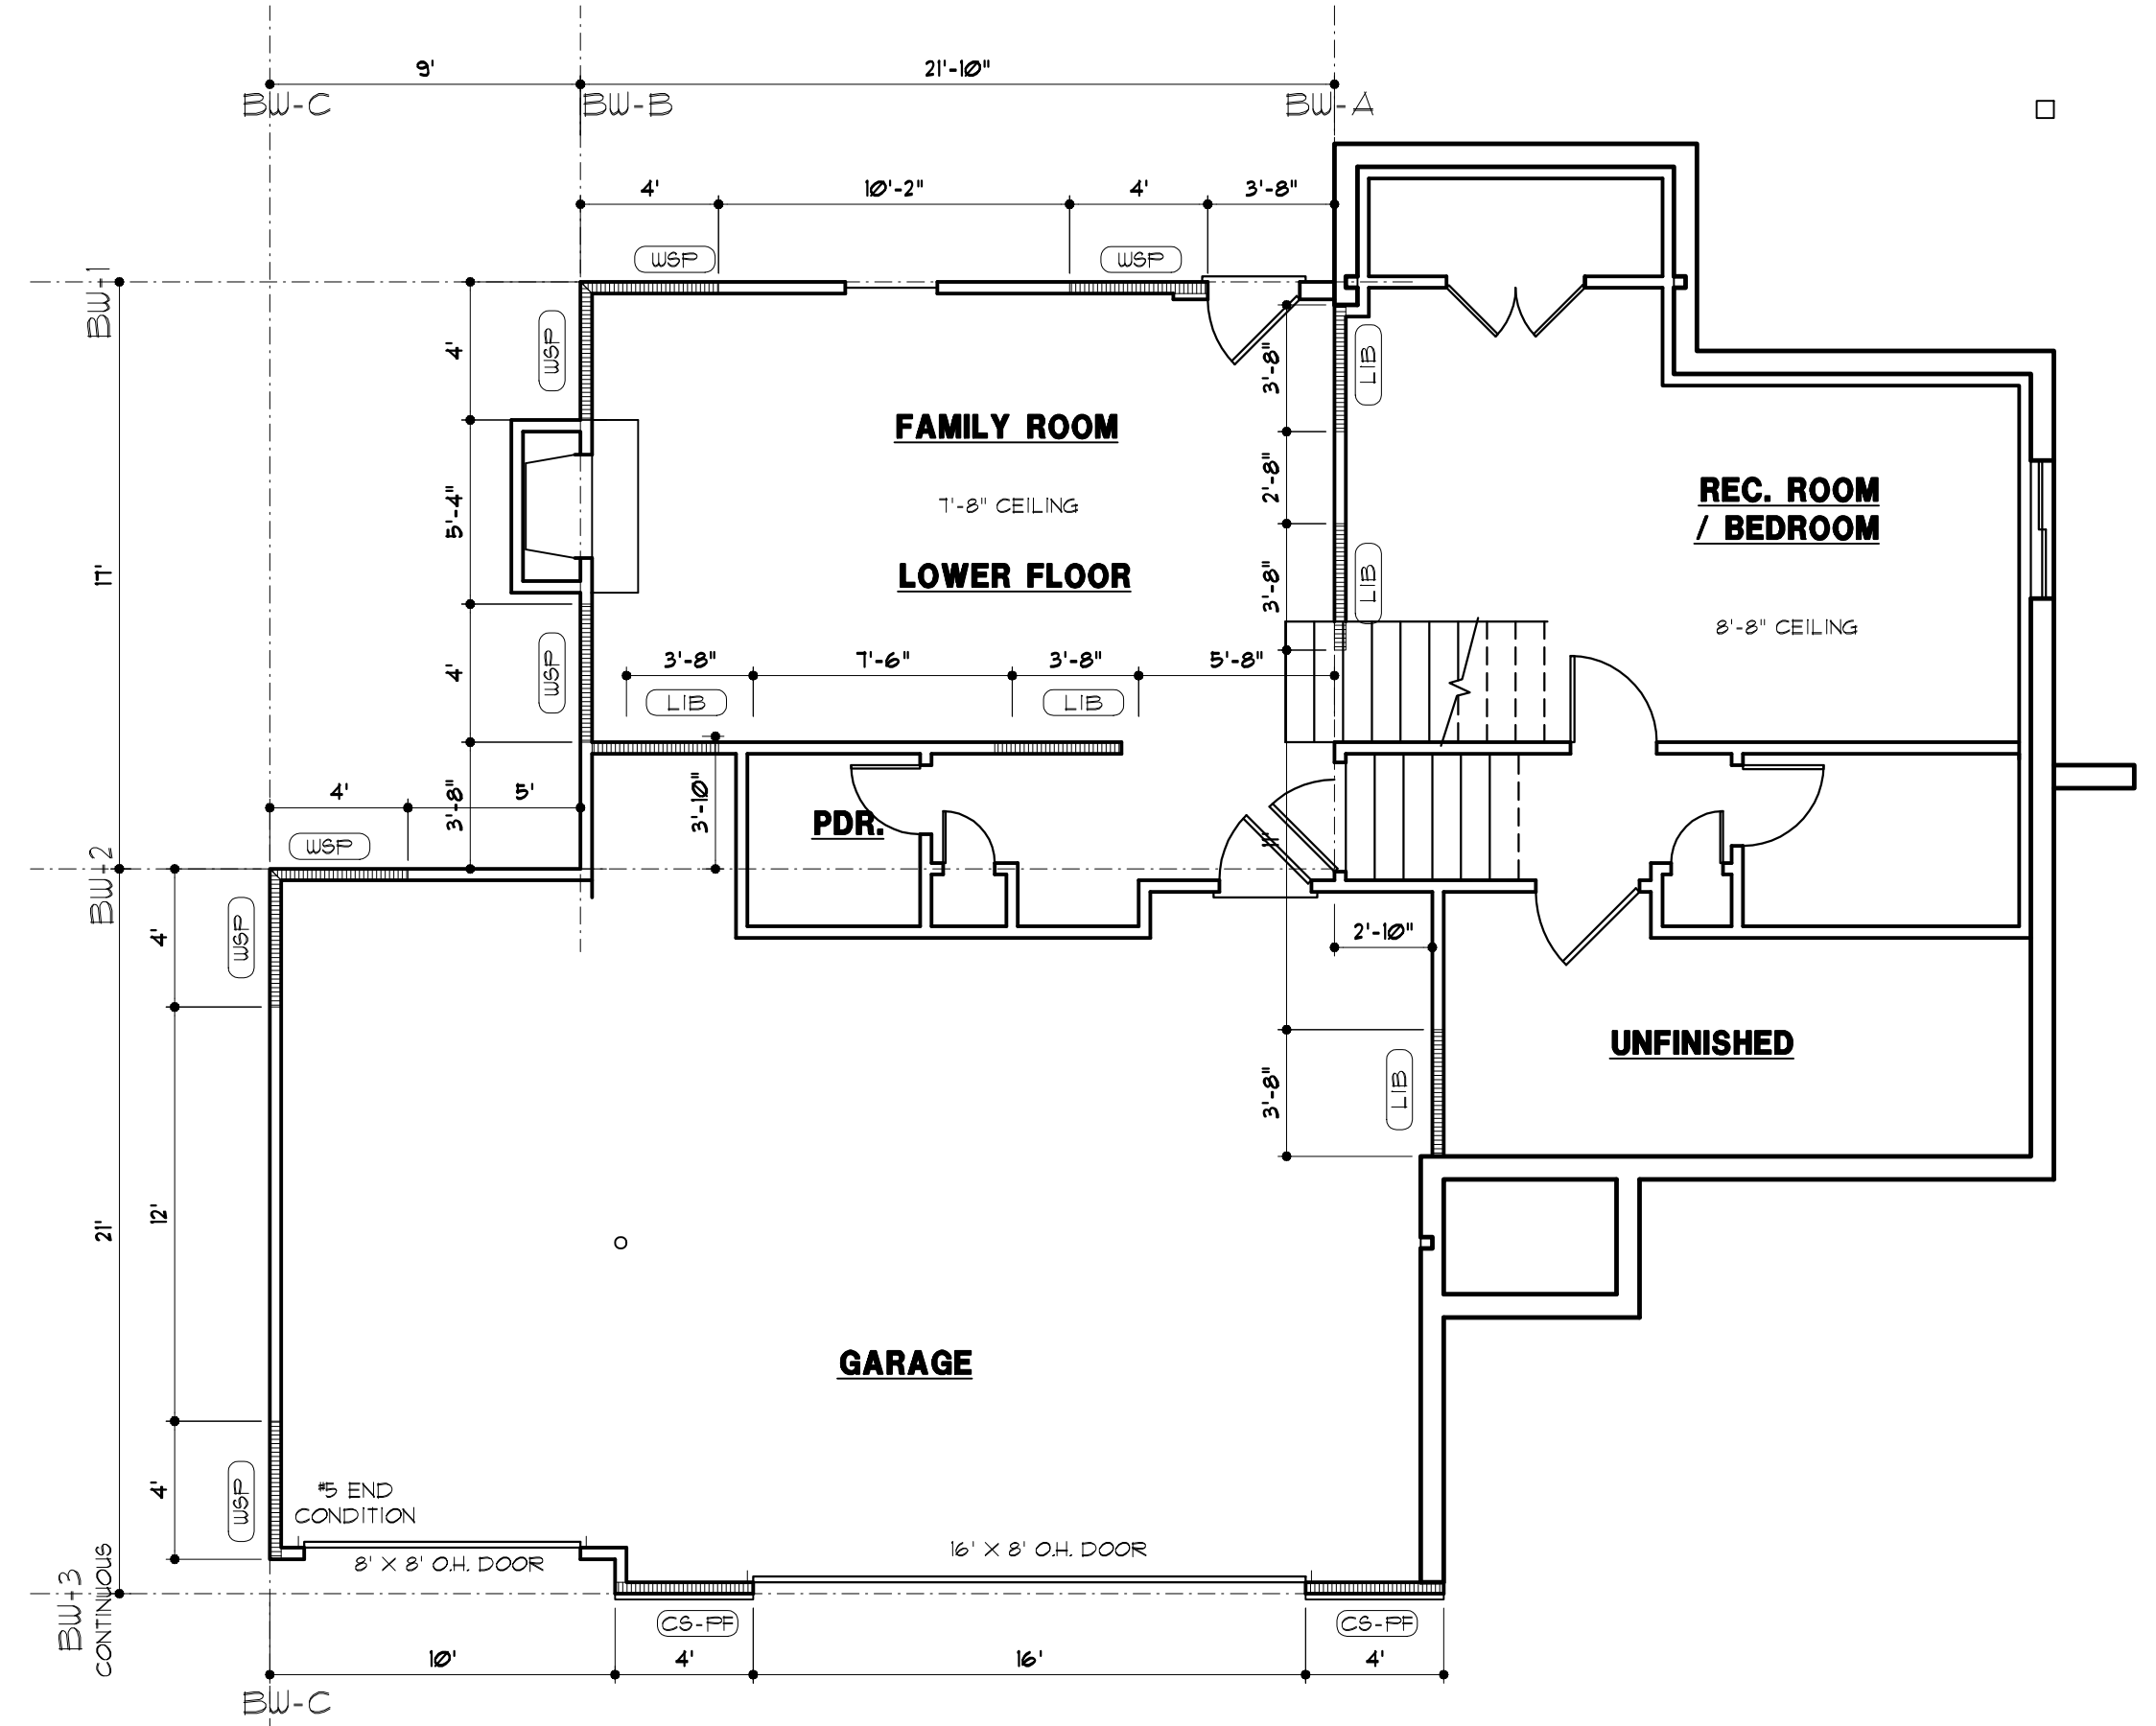 9'
21'-10"
BW-C
BW-B
BW-A
4'
10'-2"
4'
3'-8"
WSP
WSP
BW-1
4'
WSP
3'-8"
LIB
FAMILY ROOM
2'-8"
REC. ROOM
/ BEDROOM
5'-4"
7'-8" CEILING
17'
LOWER FLOOR
3'-8"
LIB
8'-8" CEILING
4'
WSP
3'-8"
7'-6"
3'-8"
5'-8"
LIB
LIB
4'
5'
3'-8"
3'-10"
PDR.
WSP
BW-2
4'
WSP
2'-10"
UNFINISHED
3'-8"
LIB
12'
21'
GARAGE
4'
WSP
#5 END
CONDITION
8' X 8' O.H. DOOR
16' X 8' O.H. DOOR
BW-3
CONTINUOUS
CS-PF
CS-PF
10'
4'
16'
4'
BW-C